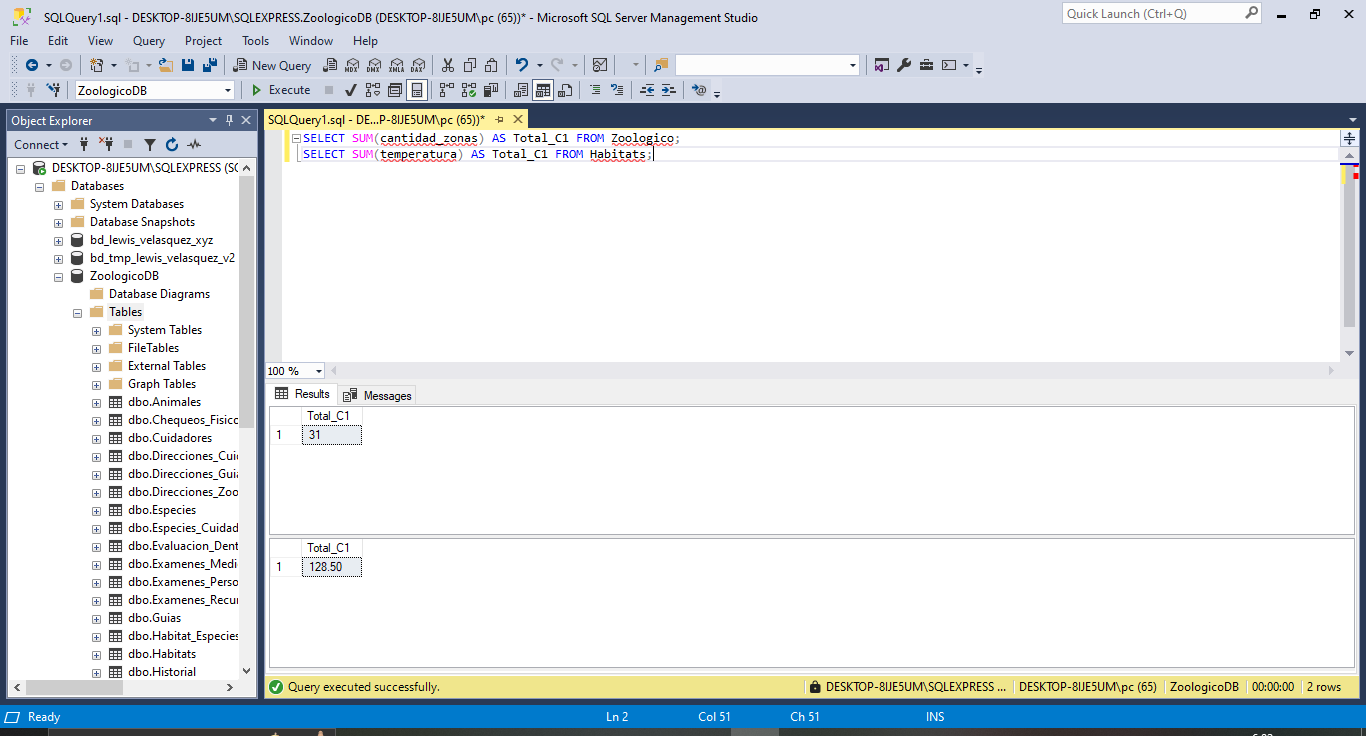 SQLQuery1.sql - DESKTOP-8IJE5UM\SQLEXPRESS.ZoologicoDB (DESKTOP-8IJE5UM\pc (65))* - Microsoft SQL Server Management Studio
Quick Launch (Ctrl+Q)
File Edit View Query Project Tools Window Help
New Query MDX DMX XMLA DAX
ZoologicoDB Execute
Object Explorer
SQLQuery1.sql - DE...P-8IJE5UM\pc (65))*
Connect
SELECT SUM(cantidad_zonas) AS Total_C1 FROM Zoologico;
SELECT SUM(temperatura) AS Total_C1 FROM Habitats;
DESKTOP-8IJE5UM\SQLEXPRESS (SC
Databases
System Databases
Database Snapshots
bd_lewis_velasquez_xyz
bd_tmp_lewis_velasquez_v2
ZoologicoDB
Database Diagrams
Tables
System Tables
FileTables
External Tables
Graph Tables
dbo.Animales
dbo.Chequeos_Fisico
dbo.Cuidadores
dbo.Direcciones_Cui
dbo.Direcciones_Guia
dbo.Direcciones_Zoo
dbo.Especies
dbo.Especies_Cuidad
dbo.Evaluacion_Dent
dbo.Examenes_Medi
dbo.Examenes_Perso
dbo.Examenes_Recur
dbo.Guias
dbo.Habitat_Especies
dbo.Habitats
dbo.Historial
100 %
Results Messages
Total_C1
1 31
Total_C1
1 128.50
Query executed successfully. DESKTOP-8IJE5UM\SQLEXPRESS ... DESKTOP-8IJE5UM\pc (65) ZoologicoDB 00:00:00 2 rows
Ready Ln 2 Col 51 Ch 51 INS